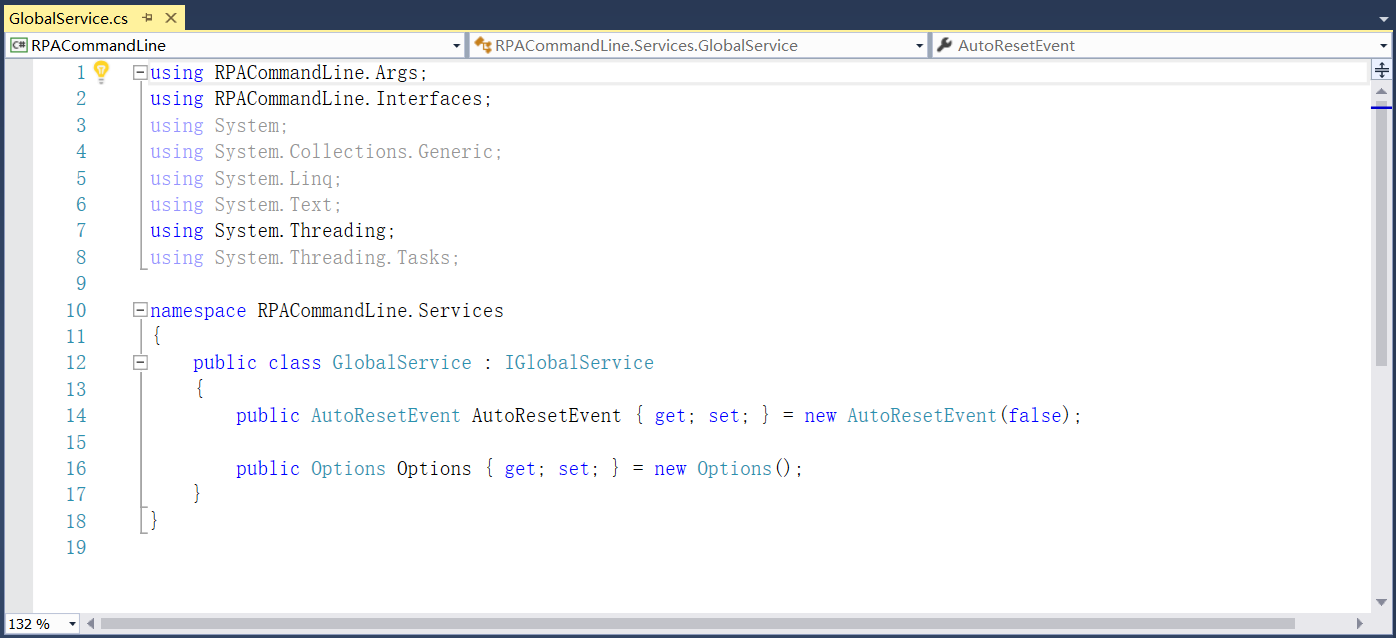 GlobalService.cs
RPACommandLine
RPACommandLine.Services.GlobalService
AutoResetEvent
1 using RPACommandLine.Args;
2 using RPACommandLine.Interfaces;
3 using System;
4 using System.Collections.Generic;
5 using System.Linq;
6 using System.Text;
7 using System.Threading;
8 using System.Threading.Tasks;
9
10 namespace RPACommandLine.Services
11 {
12 public class GlobalService : IGlobalService
13 {
14 public AutoResetEvent AutoResetEvent { get; set; } = new AutoResetEvent(false);
15
16 public Options Options { get; set; } = new Options();
17 }
18 }
19
132 %